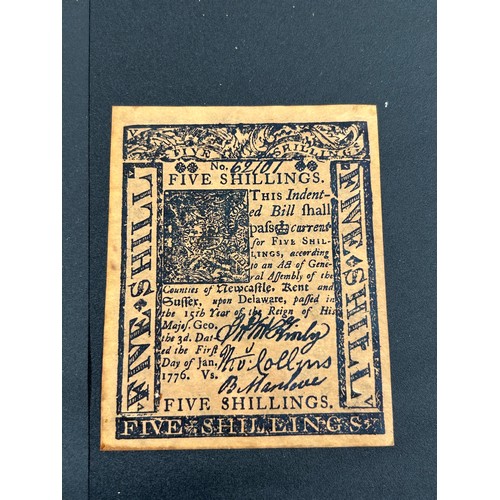 FIVE SHILLINGS
No. 69101
FIVE SHILLINGS.
THIS Indent-
ed Bill shall
pass current
for FIVE SHIL-
LINGS, according
to an Act of Gene-
ral Assembly of the
Counties of Newcastle, Kent and
Sussex, upon Delaware, passed in
the 15th Year of the Reign of His
Majes. Geo.
the 3d. Dat-
ed the First
Day of Jan.
1776. Vs.
Collins
B. Manlove
FIVE SHILLINGS.
FIVE SHILLINGS
FIVE SHILL
FIVE SHILL